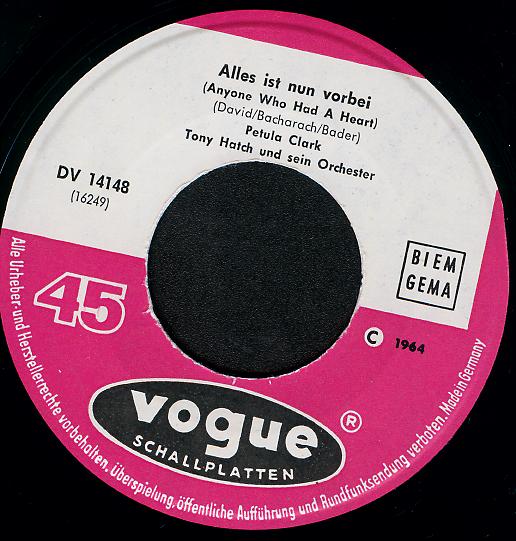 Alles ist nun vorbei
(Anyone Who Had A Heart)
(David/Bacharach/Bader)
Petula Clark
Tony Hatch und sein Orchester
DV 14148
(16249)
BIEM
GEMA
45
C 1964
vogue ®
SCHALLPLATTEN
Alle Urheber- und Herstellerrechte vorbehalten. Überspielung, öffentliche Aufführung und Rundfunksendung verboten. Made in Germany